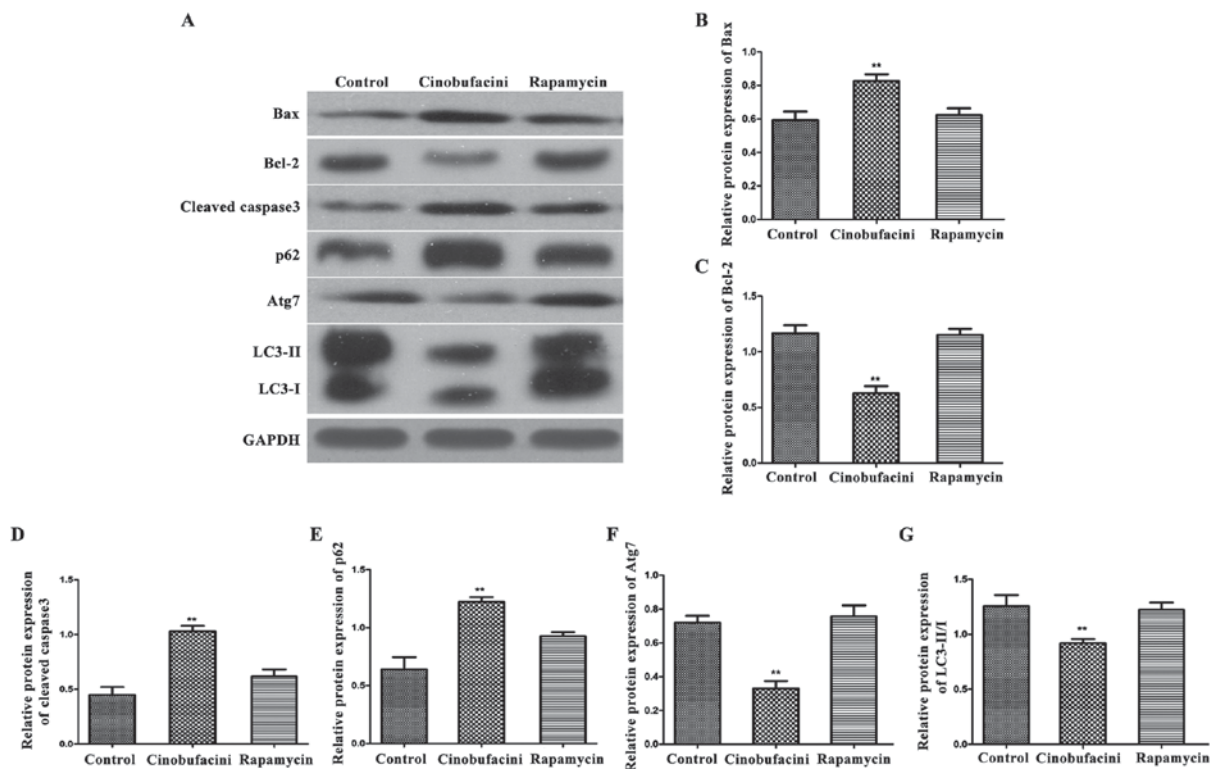 A
Control Cinobufacini Rapamycin
Bax
Bcl-2
Cleaved caspase3
p62
Atg7
LC3-II
LC3-I
GAPDH
B
Relative protein expression of Bax
1.0
0.8
0.6
0.4
0.2
0.0
**
Control Cinobufacini Rapamycin
C
Relative protein expression of Bcl-2
1.5
1.0
0.5
0.0
**
Control Cinobufacini Rapamycin
D
Relative protein expression
of cleaved caspase3
1.5
1.0
0.5
0.0
**
Control Cinobufacini Rapamycin
E
Relative protein expression of p62
1.5
1.0
0.5
0.0
**
Control Cinobufacini Rapamycin
F
Relative protein expression of Atg7
1.0
0.8
0.6
0.4
0.2
0.0
**
Control Cinobufacini Rapamycin
G
Relative protein expression
of LC3-II/I
1.5
1.0
0.5
0.0
**
Control Cinobufacini Rapamycin